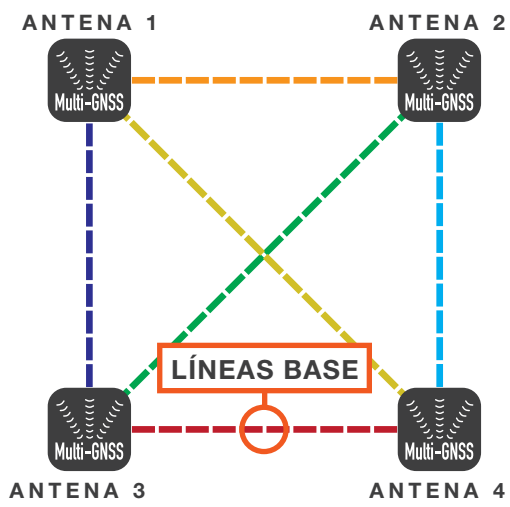 ANTENA 1
ANTENA 2
Multi-GNSS
Multi-GNSS
LÍNEAS BASE
Multi-GNSS
Multi-GNSS
ANTENA 3
ANTENA 4